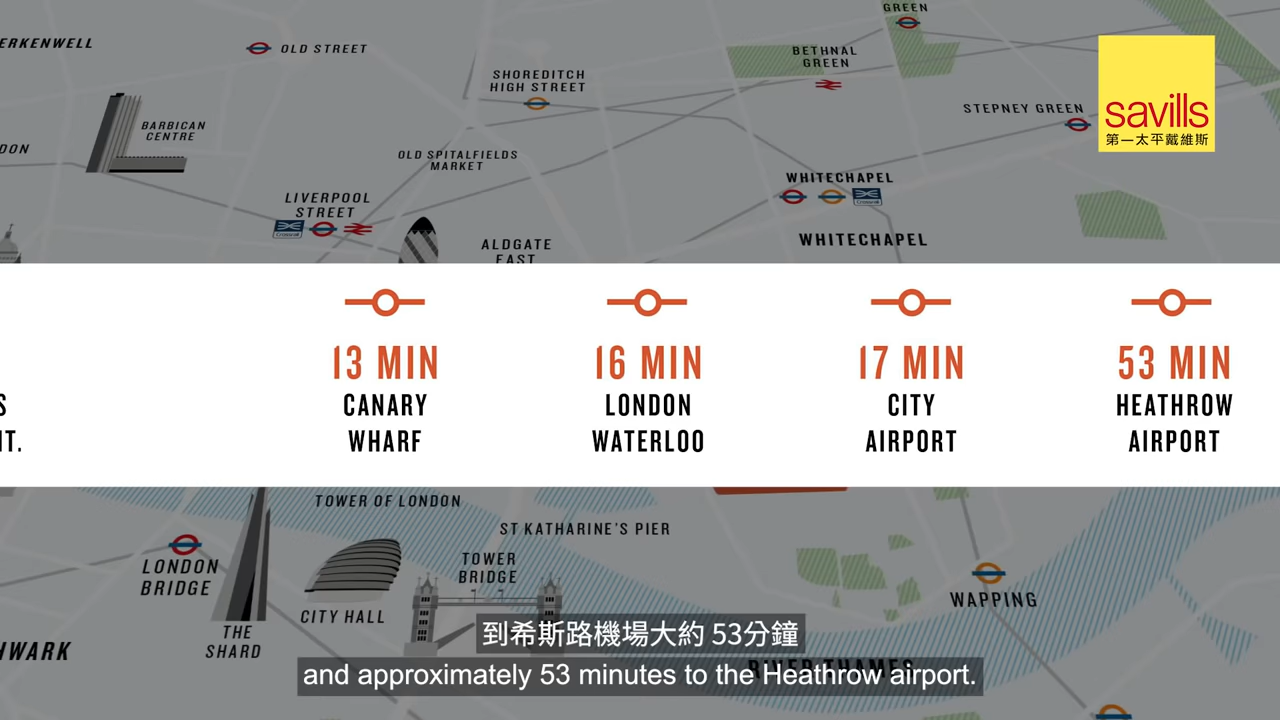 GREEN
ERKENWELL
OLD STREET
BETHNAL
GREEN
SHOREDITCH
HIGH STREET
STEPNEY GREEN
savills
第一太平戴維斯
BARBICAN
CENTRE
DON
OLD SPITALFIELDS
MARKET
WHITECHAPEL
LIVERPOOL
STREET
ALDGATE
EAST
WHITECHAPEL
13 MIN
CANARY
WHARF
16 MIN
LONDON
WATERLOO
17 MIN
CITY
AIRPORT
53 MIN
HEATHROW
AIRPORT
S
IT.
TOWER OF LONDON
ST KATHARINE'S PIER
LONDON
BRIDGE
TOWER
BRIDGE
CITY HALL
WAPPING
THE
SHARD
HWARK
RIVER THAMES
到希斯路機場大約 53分鐘
and approximately 53 minutes to the Heathrow airport.